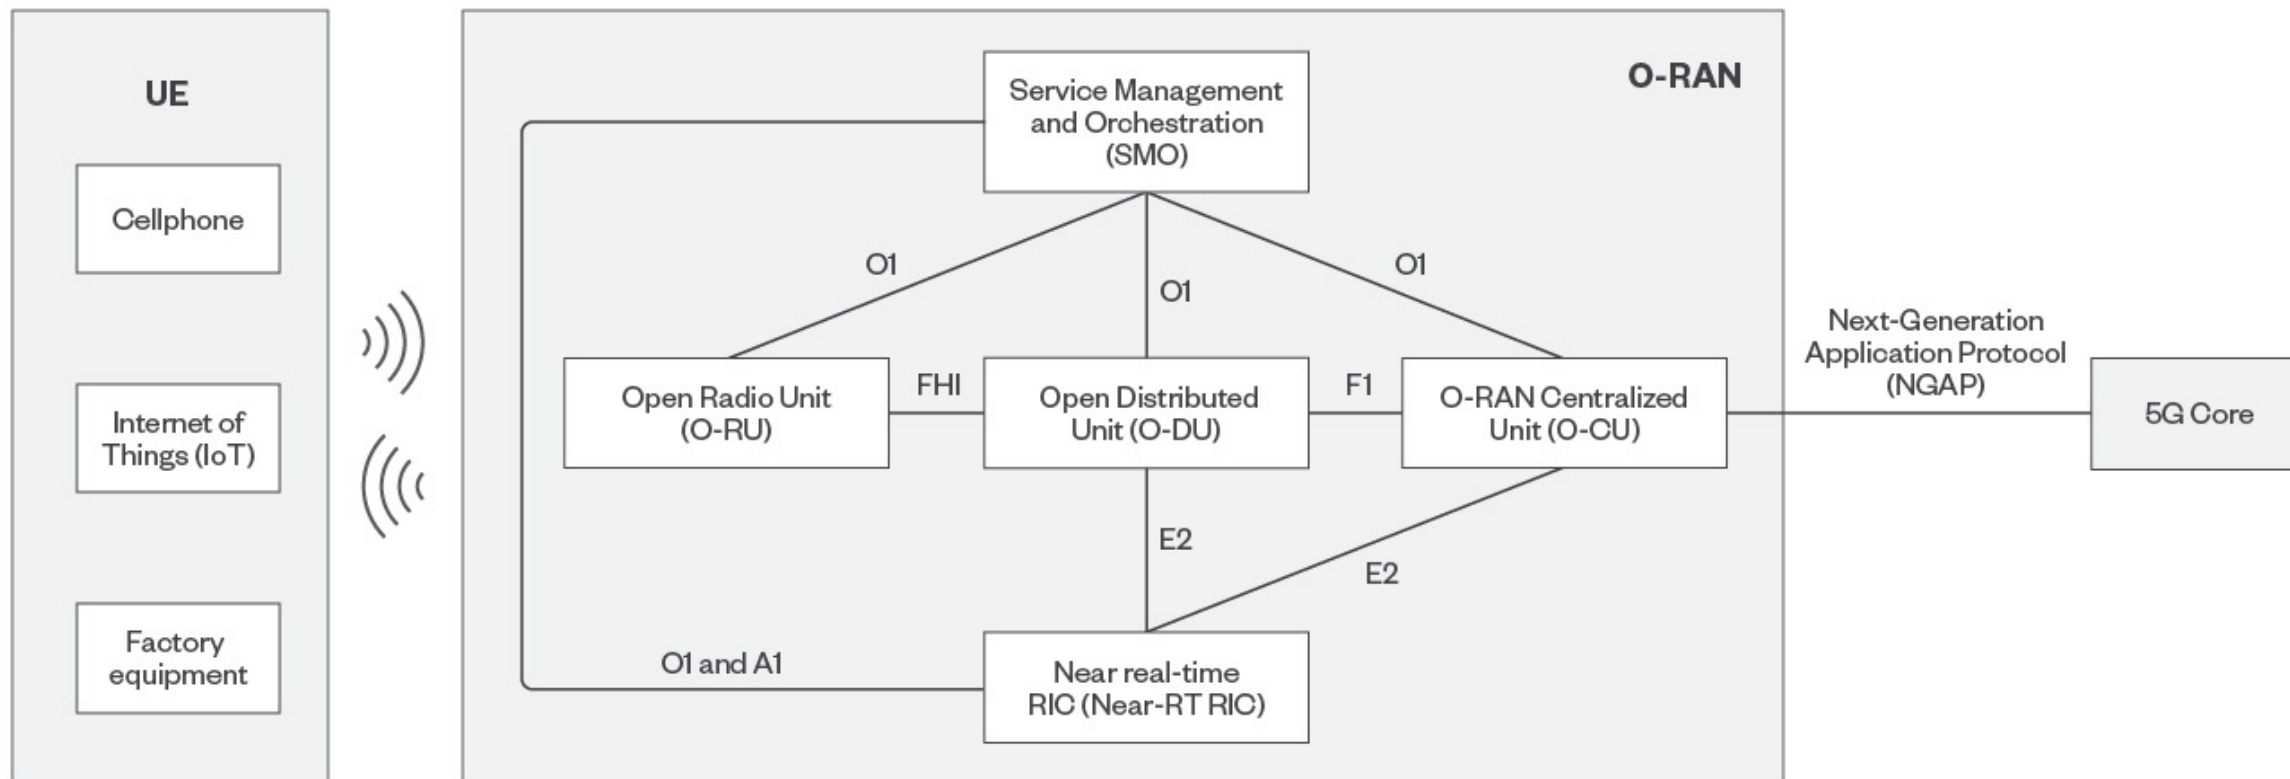 UE
Cellphone
Internet of
Things (IoT)
Factory
equipment
O-RAN
Service Management
and Orchestration
(SMO)
O1
O1
O1
Open Radio Unit
(O-RU)
FHI
Open Distributed
Unit (O-DU)
F1
O-RAN Centralized
Unit (O-CU)
Next-Generation
Application Protocol
(NGAP)
5G Core
E2
E2
O1 and A1
Near real-time
RIC (Near-RT RIC)